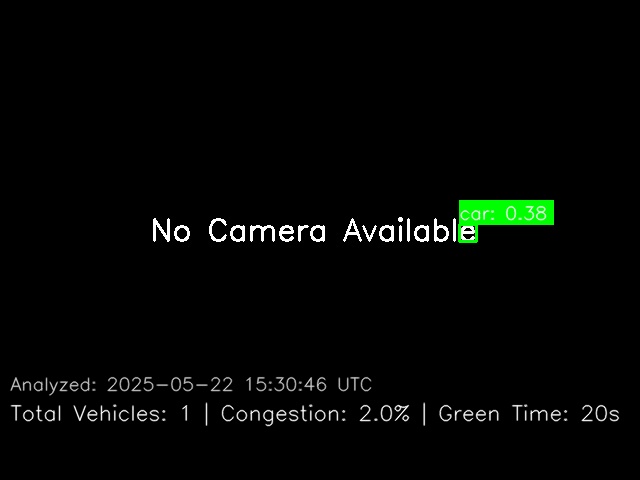 car: 0.38
No Camera Available
Analyzed: 2025-05-22 15:30:46 UTC
Total Vehicles: 1 | Congestion: 2.0% | Green Time: 20s